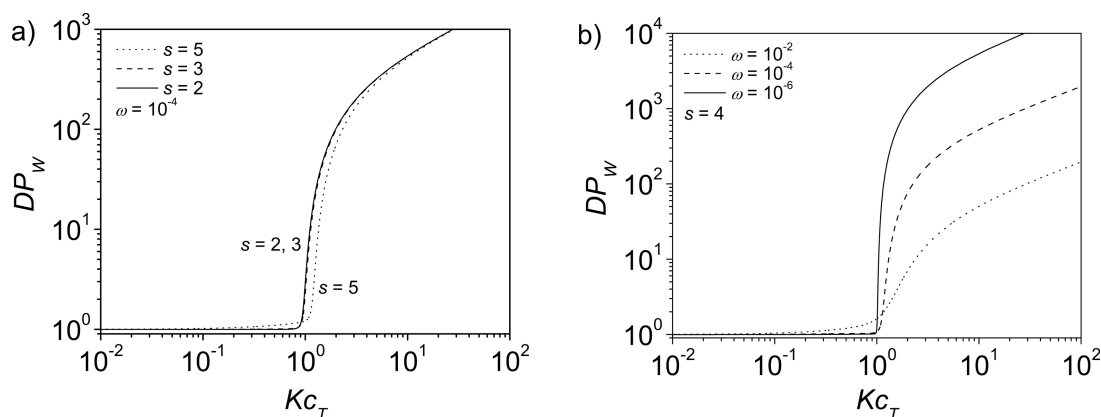 a)
10^3
10^2
10^1
10^0
DP_W
s = 5
s = 3
s = 2
ω = 10^-4
s = 2, 3
s = 5
10^-2 10^-1 10^0 10^1 10^2
Kc_T
b)
10^4
10^3
10^2
10^1
10^0
DP_W
ω = 10^-2
ω = 10^-4
ω = 10^-6
s = 4
10^-2 10^-1 10^0 10^1 10^2
Kc_T